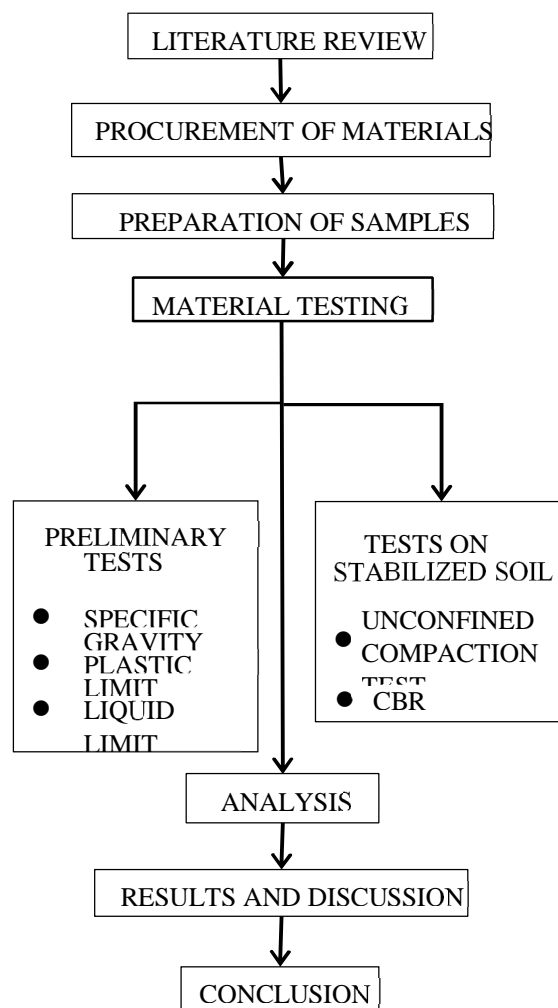 LITERATURE REVIEW
PROCUREMENT OF MATERIALS
PREPARATION OF SAMPLES
MATERIAL TESTING
PRELIMINARY
TESTS
SPECIFIC
GRAVITY
PLASTIC
LIMIT
LIQUID
LIMIT
TESTS ON
STABILIZED SOIL
UNCONFINED
COMPACTION
TEST
CBR
ANALYSIS
RESULTS AND DISCUSSION
CONCLUSION